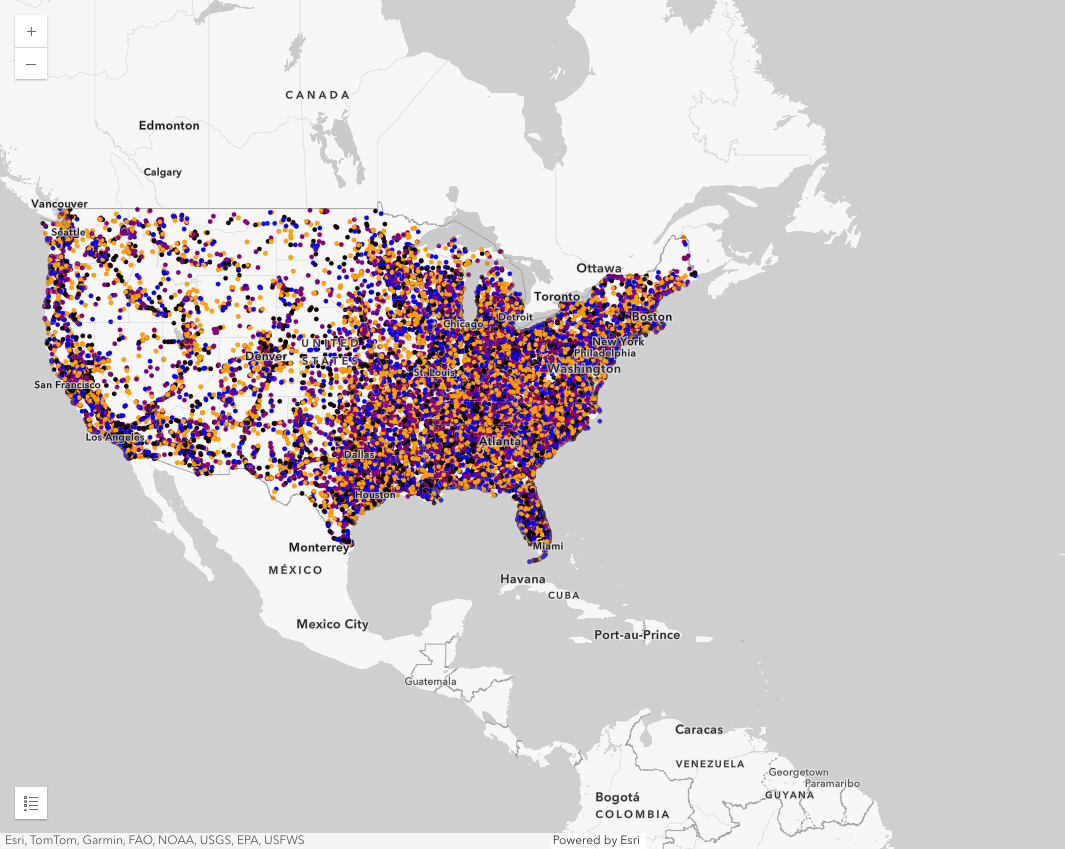 +
CANADA
−
Edmonton
Calgary
Vancouver
Seattle
Ottawa
Toronto
Detroit
Boston
Chicago
New York
UNITED
Philadelphia
Denver
STATES
Washington
St. Louis
San Francisco
Los Angeles
Atlanta
Dallas
Houston
Monterrey
Miami
MÉXICO
Havana
CUBA
Mexico City
Port-au-Prince
Guatemala
Caracas
VENEZUELA
Georgetown
Paramaribo
GUYANA
Bogotá
COLOMBIA
Esri, TomTom, Garmin, FAO, NOAA, USGS, EPA, USFWS
Powered by Esri